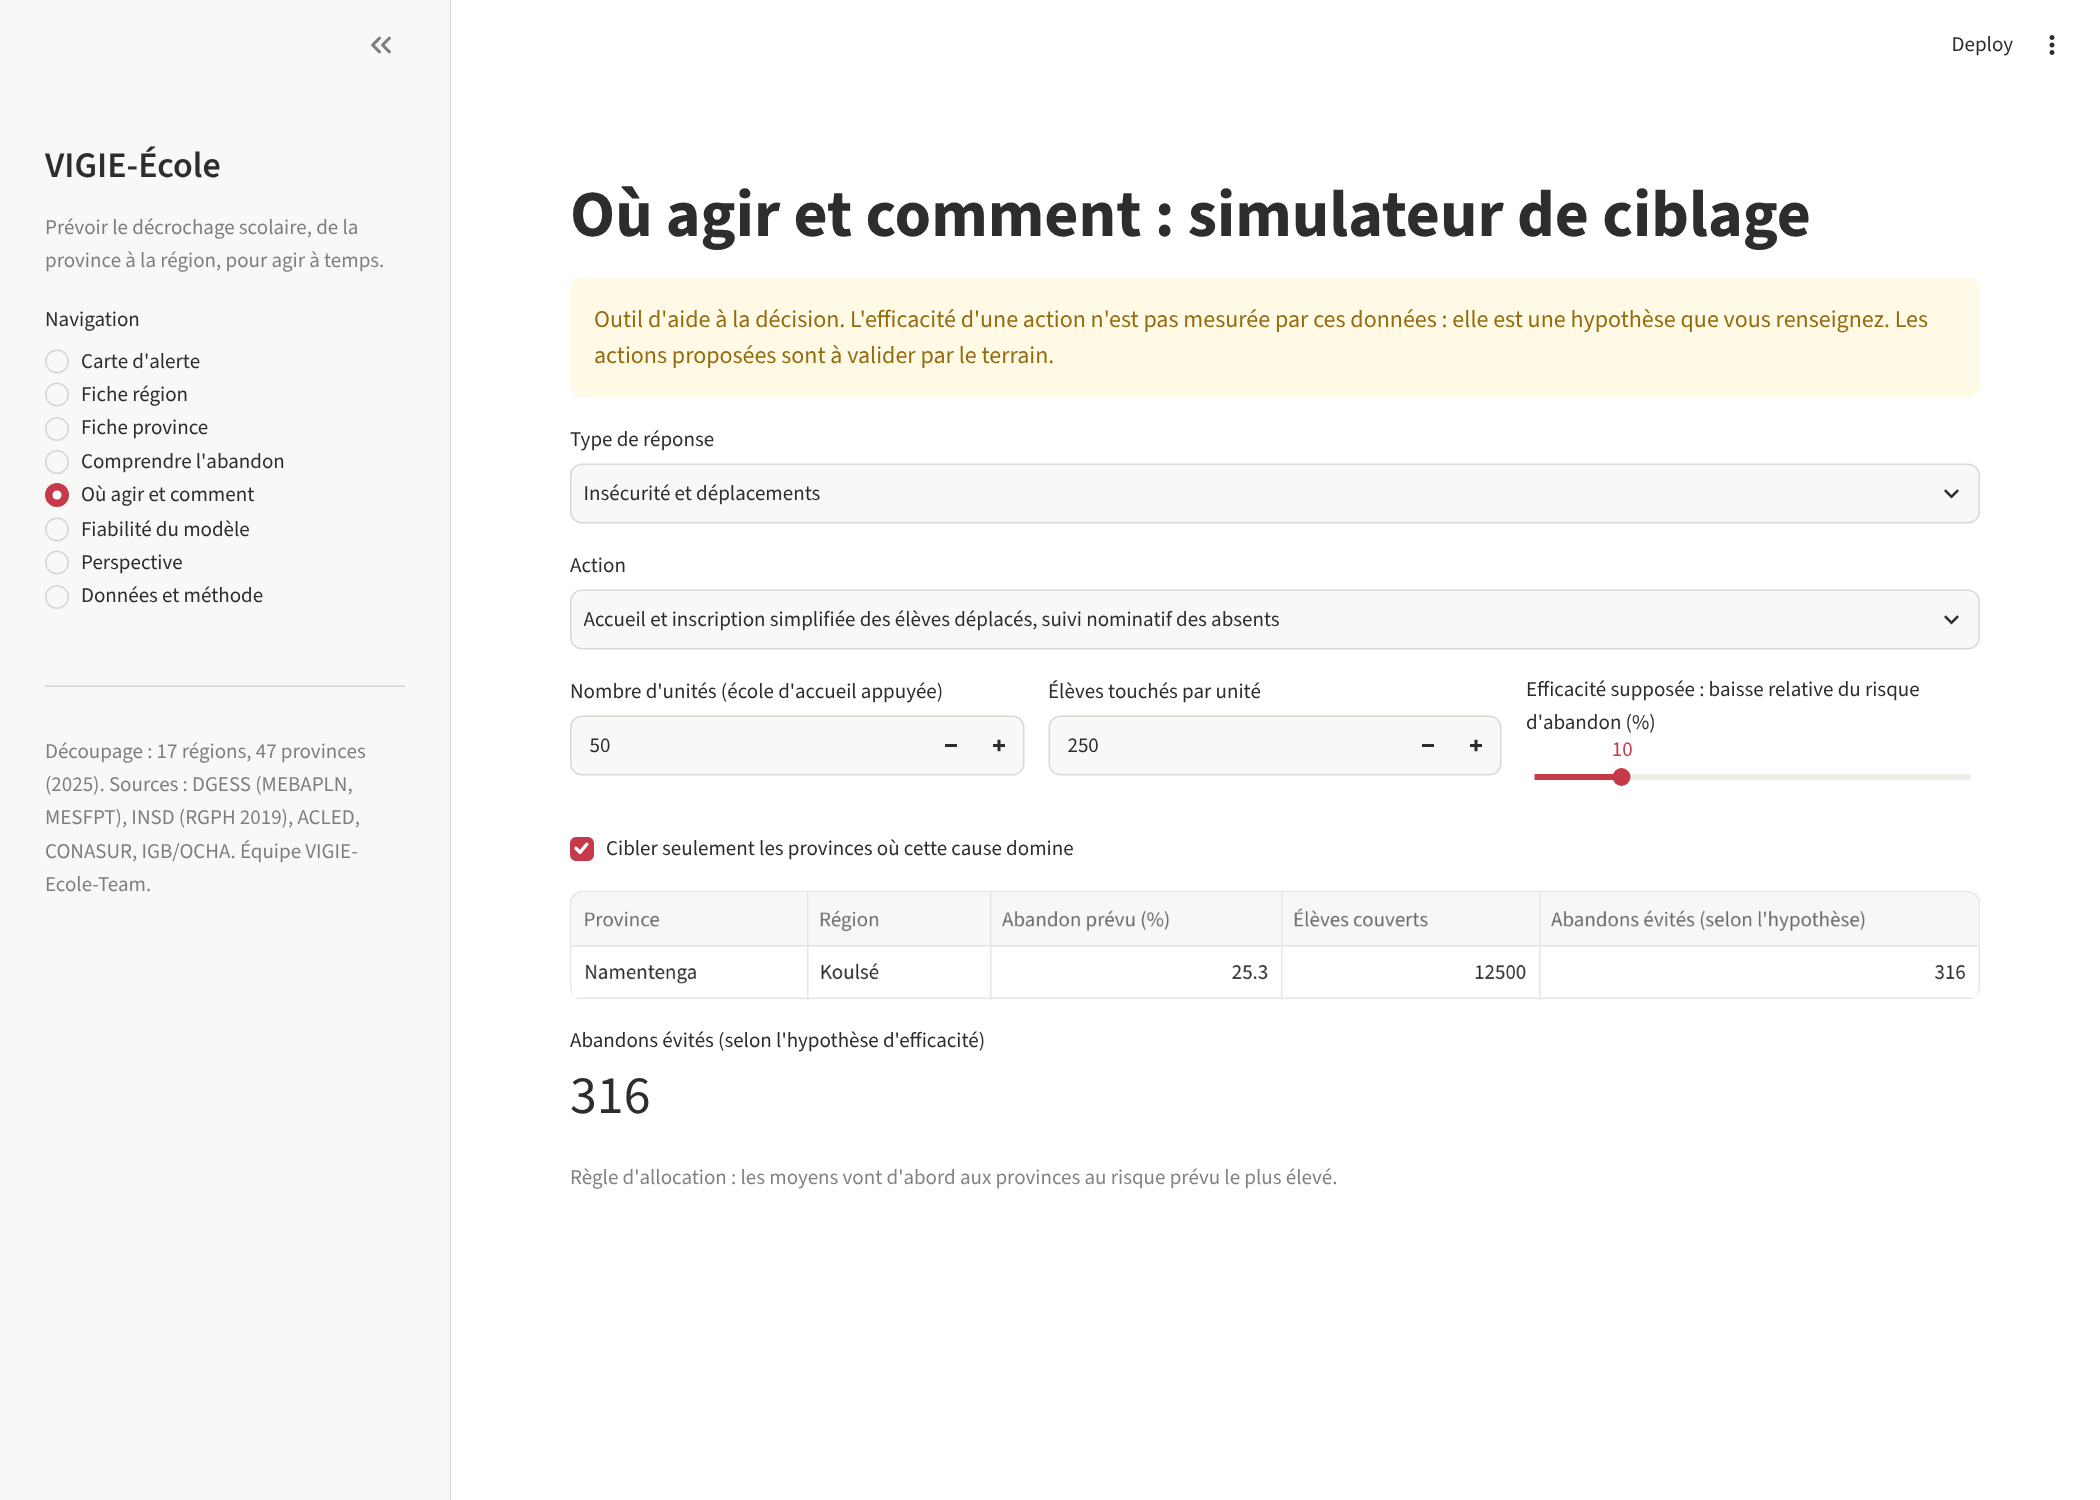 Deploy
VIGIE-École
Prévoir le décrochage scolaire, de la
province à la région, pour agir à temps.
Navigation
Carte d'alerte
Fiche région
Fiche province
Comprendre l'abandon
Où agir et comment
Fiabilité du modèle
Perspective
Données et méthode
Découpage : 17 régions, 47 provinces
(2025). Sources : DGESS (MEBAPLN,
MESFPT), INSD (RGPH 2019), ACLED,
CONASUR, IGB/OCHA. Équipe VIGIE-
Ecole-Team.
Où agir et comment : simulateur de ciblage
Outil d'aide à la décision. L'efficacité d'une action n'est pas mesurée par ces données : elle est une hypothèse que vous renseignez. Les
actions proposées sont à valider par le terrain.
Type de réponse
Insécurité et déplacements
Action
Accueil et inscription simplifiée des élèves déplacés, suivi nominatif des absents
Nombre d'unités (école d'accueil appuyée)
50
Élèves touchés par unité
250
Efficacité supposée : baisse relative du risque
d'abandon (%)
10
Cibler seulement les provinces où cette cause domine
Province Région Abandon prévu (%) Élèves couverts Abandons évités (selon l'hypothèse)
Namentenga Koulsé 25.3 12500 316
Abandons évités (selon l'hypothèse d'efficacité)
316
Règle d'allocation : les moyens vont d'abord aux provinces au risque prévu le plus élevé.